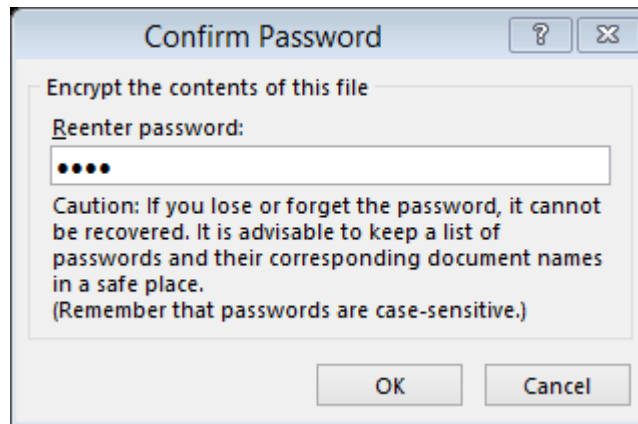 Confirm Password
Encrypt the contents of this file
Reenter password:
••••
Caution: If you lose or forget the password, it cannot
be recovered. It is advisable to keep a list of
passwords and their corresponding document names
in a safe place.
(Remember that passwords are case-sensitive.)
OK Cancel